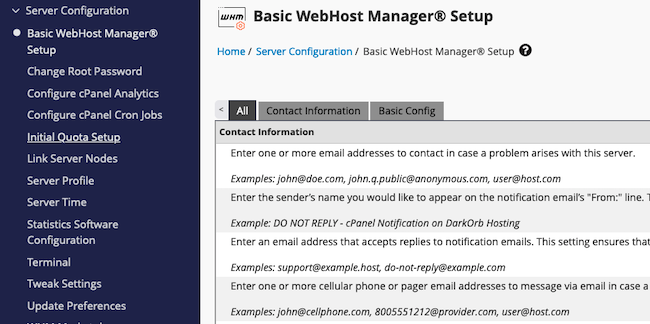 Server Configuration
Basic WebHost Manager®
Setup
Change Root Password
Configure cPanel Analytics
Configure cPanel Cron Jobs
Initial Quota Setup
Link Server Nodes
Server Profile
Server Time
Statistics Software
Configuration
Terminal
Tweak Settings
Update Preferences
WHM
Basic WebHost Manager® Setup
Home / Server Configuration / Basic WebHost Manager® Setup ?
< All Contact Information Basic Config
Contact Information
Enter one or more email addresses to contact in case a problem arises with this server.
Examples: john@doe.com, john.q.public@anonymous.com, user@host.com
Enter the sender's name you would like to appear on the notification email's "From:" line.
Example: DO NOT REPLY - cPanel Notification on DarkOrb Hosting
Enter an email address that accepts replies to notification emails. This setting ensures that
Examples: support@example.host, do-not-reply@example.com
Enter one or more cellular phone or pager email addresses to message via email in case a
Examples: john@cellphone.com, 8005551212@provider.com, user@host.com